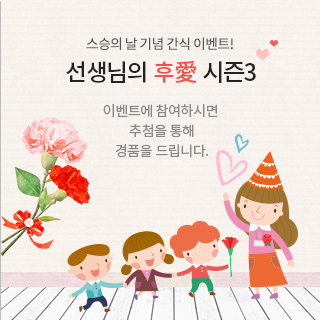 스승의 날 기념 간식 이벤트!
선생님의 후愛 시즌3
이벤트에 참여하시면
추첨을 통해
경품을 드립니다.